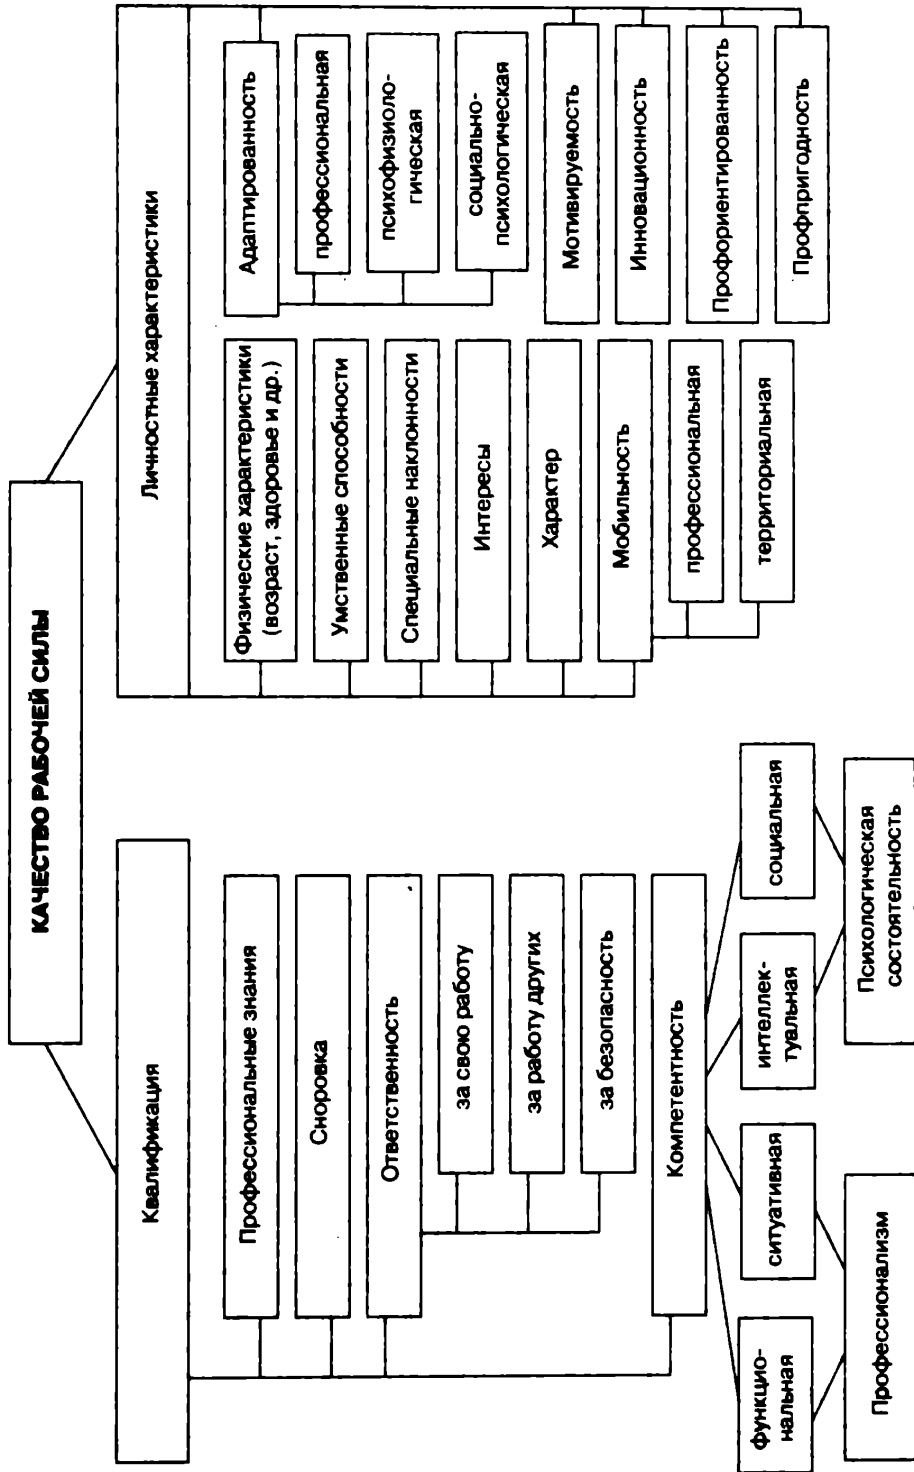 КАЧЕСТВО РАБОЧЕЙ СИЛЫ
Квалификация
Профессиональные знания
Сноровка
Ответственность
за свою работу
за работу других
за безопасность
Компетентность
функцио-
нальная
ситуативная
интеллек-
туальная
социальная
Профессионализм
Психологическая
состоятельность
Личностные характеристики
Физические характеристики
(возраст, здоровье и др.)
Умственные способности
Специальные наклонности
Интересы
Характер
Мобильность
профессиональная
территориальная
Адаптированность
профессиональная
психофизиоло-
гическая
социально-
психологическая
Мотивируемость
Инновационность
Профориентированность
Профпригодность